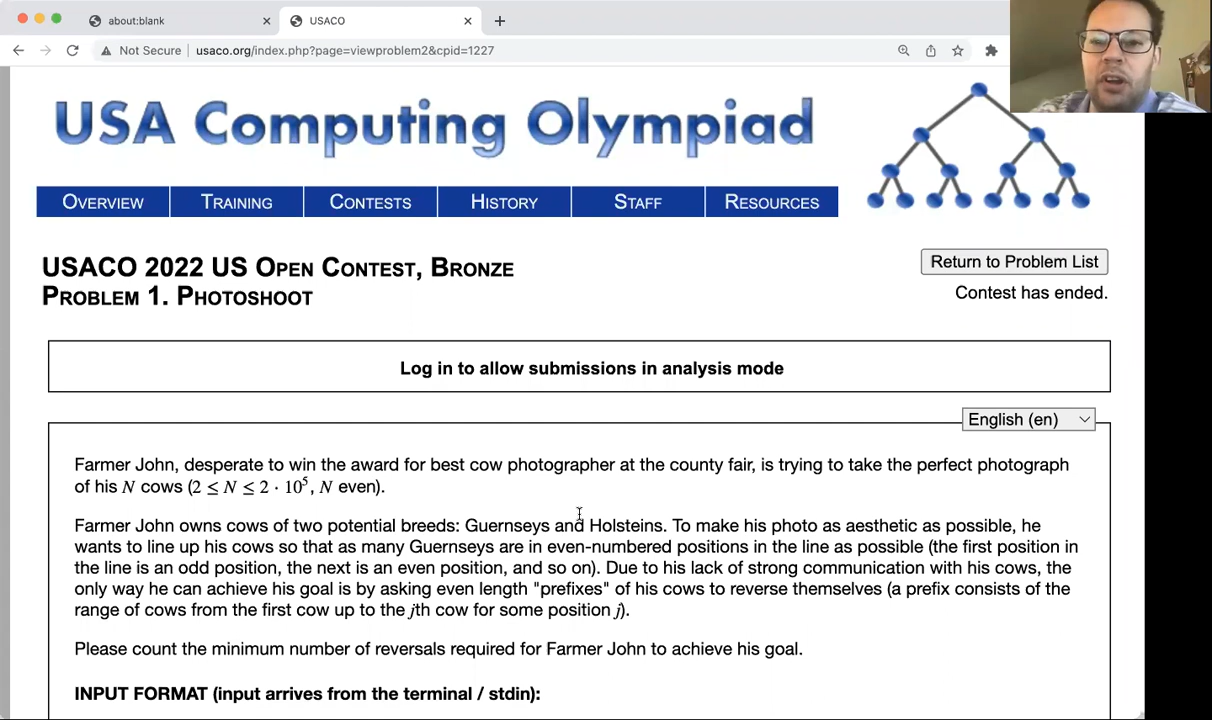 about:blank
USACO
Not Secure
usaco.org/index.php?page=viewproblem2&cpid=1227
USA Computing Olympiad
OVERVIEW
TRAINING
CONTESTS
HISTORY
STAFF
RESOURCES
USACO 2022 US OPEN CONTEST, BRONZE
PROBLEM 1. PHOTOSHOOT
Return to Problem List
Contest has ended.
Log in to allow submissions in analysis mode
English (en)
Farmer John, desperate to win the award for best cow photographer at the county fair, is trying to take the perfect photograph
of his N cows (2 ≤ N ≤ 2 · 10⁵, N even).
Farmer John owns cows of two potential breeds: Guernseys and Holsteins. To make his photo as aesthetic as possible, he
wants to line up his cows so that as many Guernseys are in even-numbered positions in the line as possible (the first position in
the line is an odd position, the next is an even position, and so on). Due to his lack of strong communication with his cows, the
only way he can achieve his goal is by asking even length "prefixes" of his cows to reverse themselves (a prefix consists of the
range of cows from the first cow up to the jth cow for some position j).
Please count the minimum number of reversals required for Farmer John to achieve his goal.
INPUT FORMAT (input arrives from the terminal / stdin):